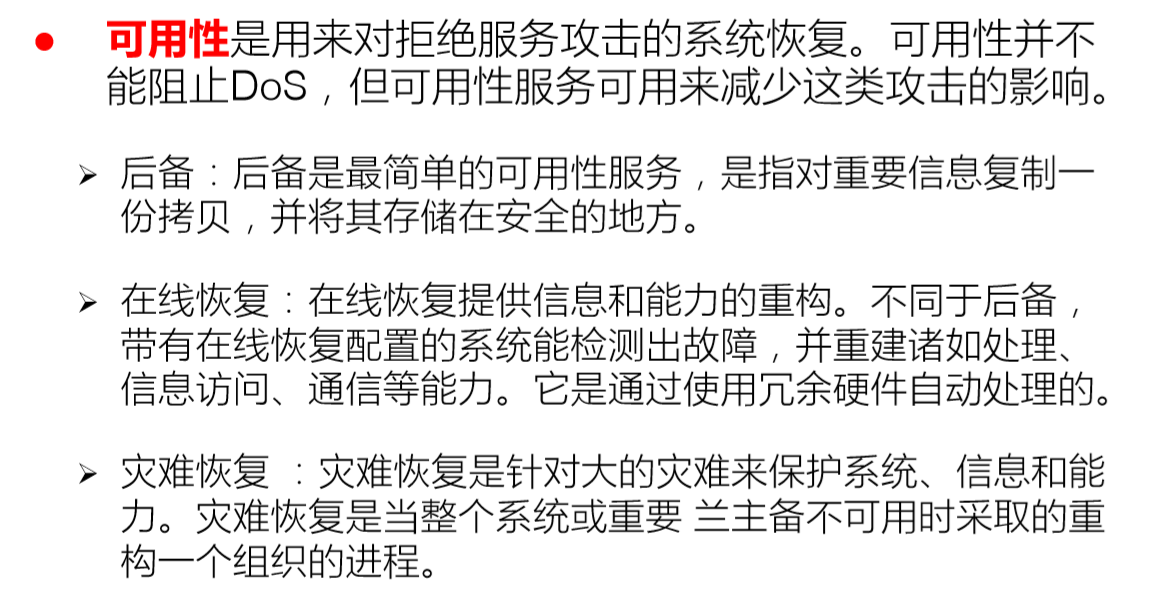 可用性是用来对拒绝服务攻击的系统恢复。可用性并不
能阻止DoS，但可用性服务可用来减少这类攻击的影响。
后备：后备是最简单的可用性服务，是指对重要信息复制一
份拷贝，并将其存储在安全的地方。
在线恢复：在线恢复提供信息和能力的重构。不同于后备，
带有在线恢复配置的系统能检测出故障，并重建诸如处理、
信息访问、通信等能力。它是通过使用冗余硬件自动处理的。
灾难恢复 ：灾难恢复是针对大的灾难来保护系统、信息和能
力。灾难恢复是当整个系统或重要 兰主备不可用时采取的重
构一个组织的进程。